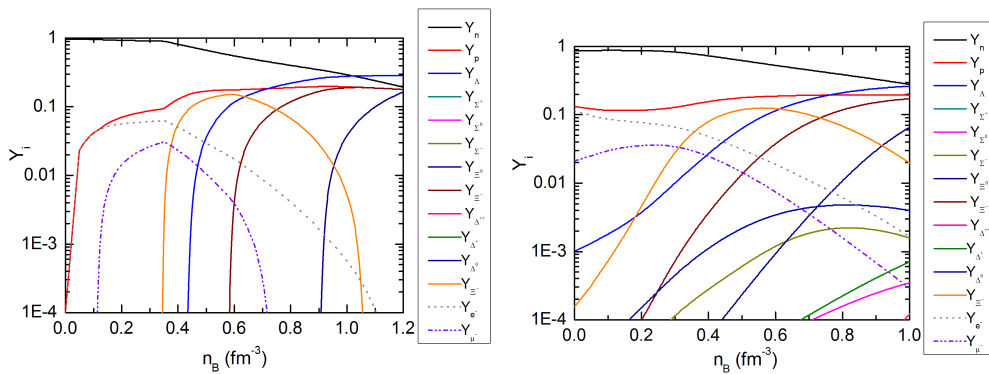 1
0.1
0.01
1E-3
1E-4
Y_i
0.0 0.2 0.4 0.6 0.8 1.0 1.2
n_B (fm⁻³)
Y_n
Y_p
Y_Λ
Y_Σ⁺
Y_Σ⁰
Y_Σ⁻
Y_Ξ⁰
Y_Ξ⁻
Y_Δ⁺⁺
Y_Δ⁺
Y_Δ⁰
Y_Ξ⁻
Y_e⁻
Y_μ⁻
1
0.1
0.01
1E-3
1E-4
Y_i
0.0 0.2 0.4 0.6 0.8 1.0
n_B (fm⁻³)
Y_n
Y_p
Y_Λ
Y_Σ⁺
Y_Σ⁰
Y_Σ⁻
Y_Ξ⁰
Y_Ξ⁻
Y_Δ⁺⁺
Y_Δ⁺
Y_Δ⁰
Y_Ξ⁻
Y_e⁻
Y_μ⁻